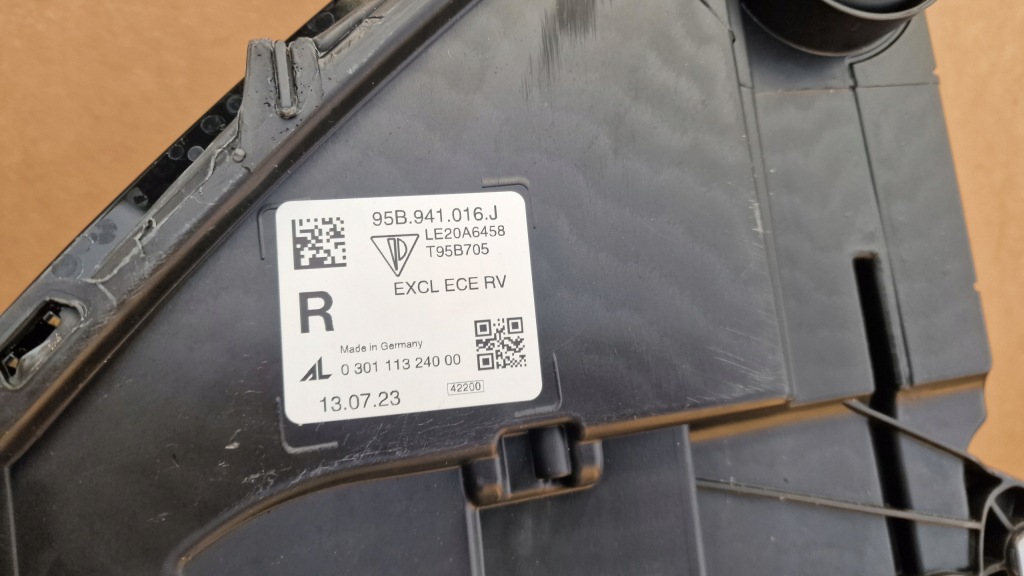 95B.941.016.J
LE20A6458
T95B705
EXCL ECE RV
R
Made in Germany
AL 0 301 113 240 00
13.07.23
42200